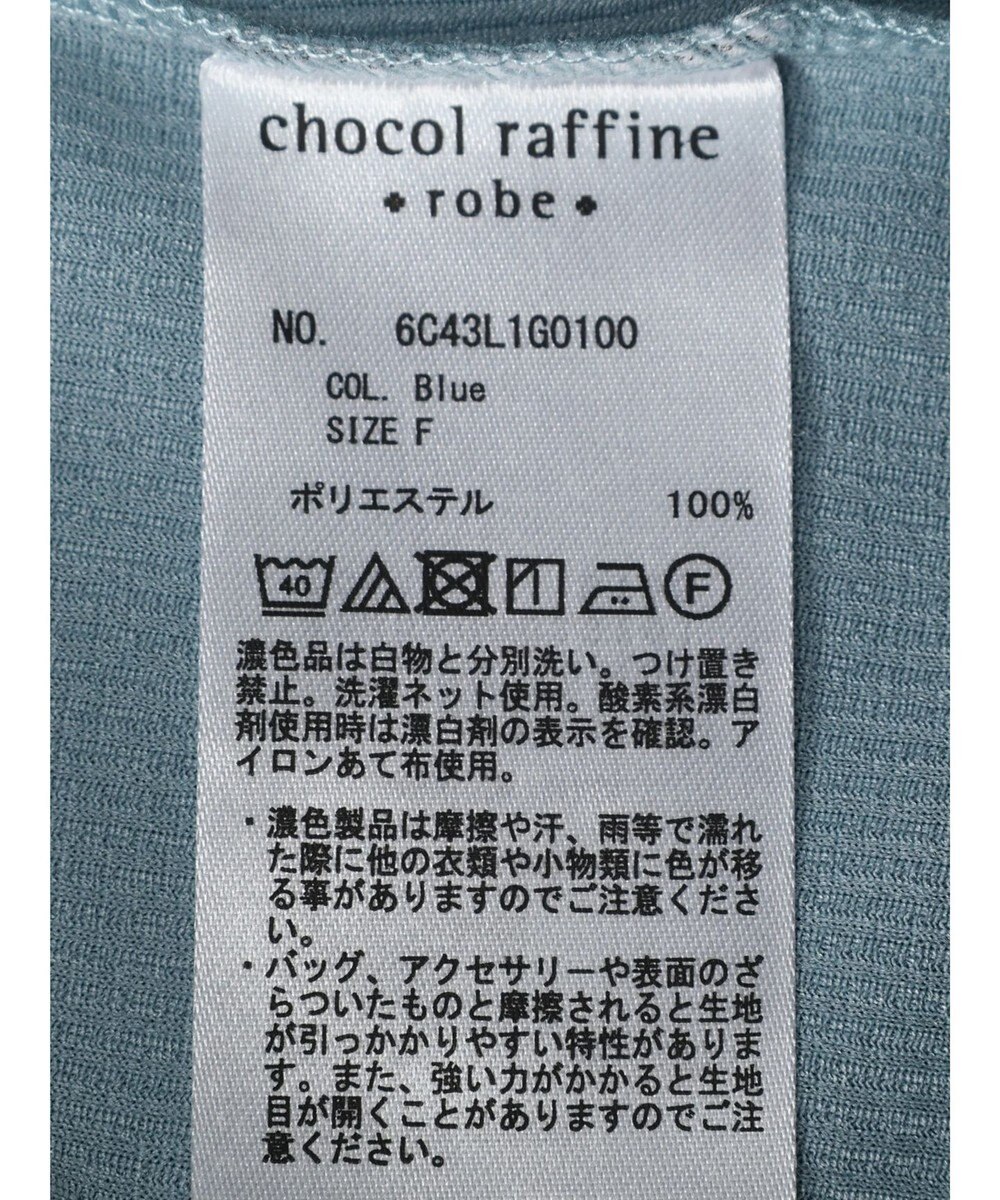 chocol raffine
robe
NO. 6C43L1G0100
COL. Blue
SIZE F
ポリエステル 100%
40
F
濃色品は白物と分別洗い。つけ置き
禁止。洗濯ネット使用。酸素系漂白
剤使用時は漂白剤の表示を確認。ア
イロンあて布使用。
・濃色製品は摩擦や汗、雨等で濡れ
た際に他の衣類や小物類に色が移
る事がありますのでご注意くださ
い。
・バッグ、アクセサリーや表面のざ
らついたものと摩擦されると生地
が引っかかりやすい特性がありま
す。また、強い力がかかると生地
目が開くことがありますのでご注
意ください。